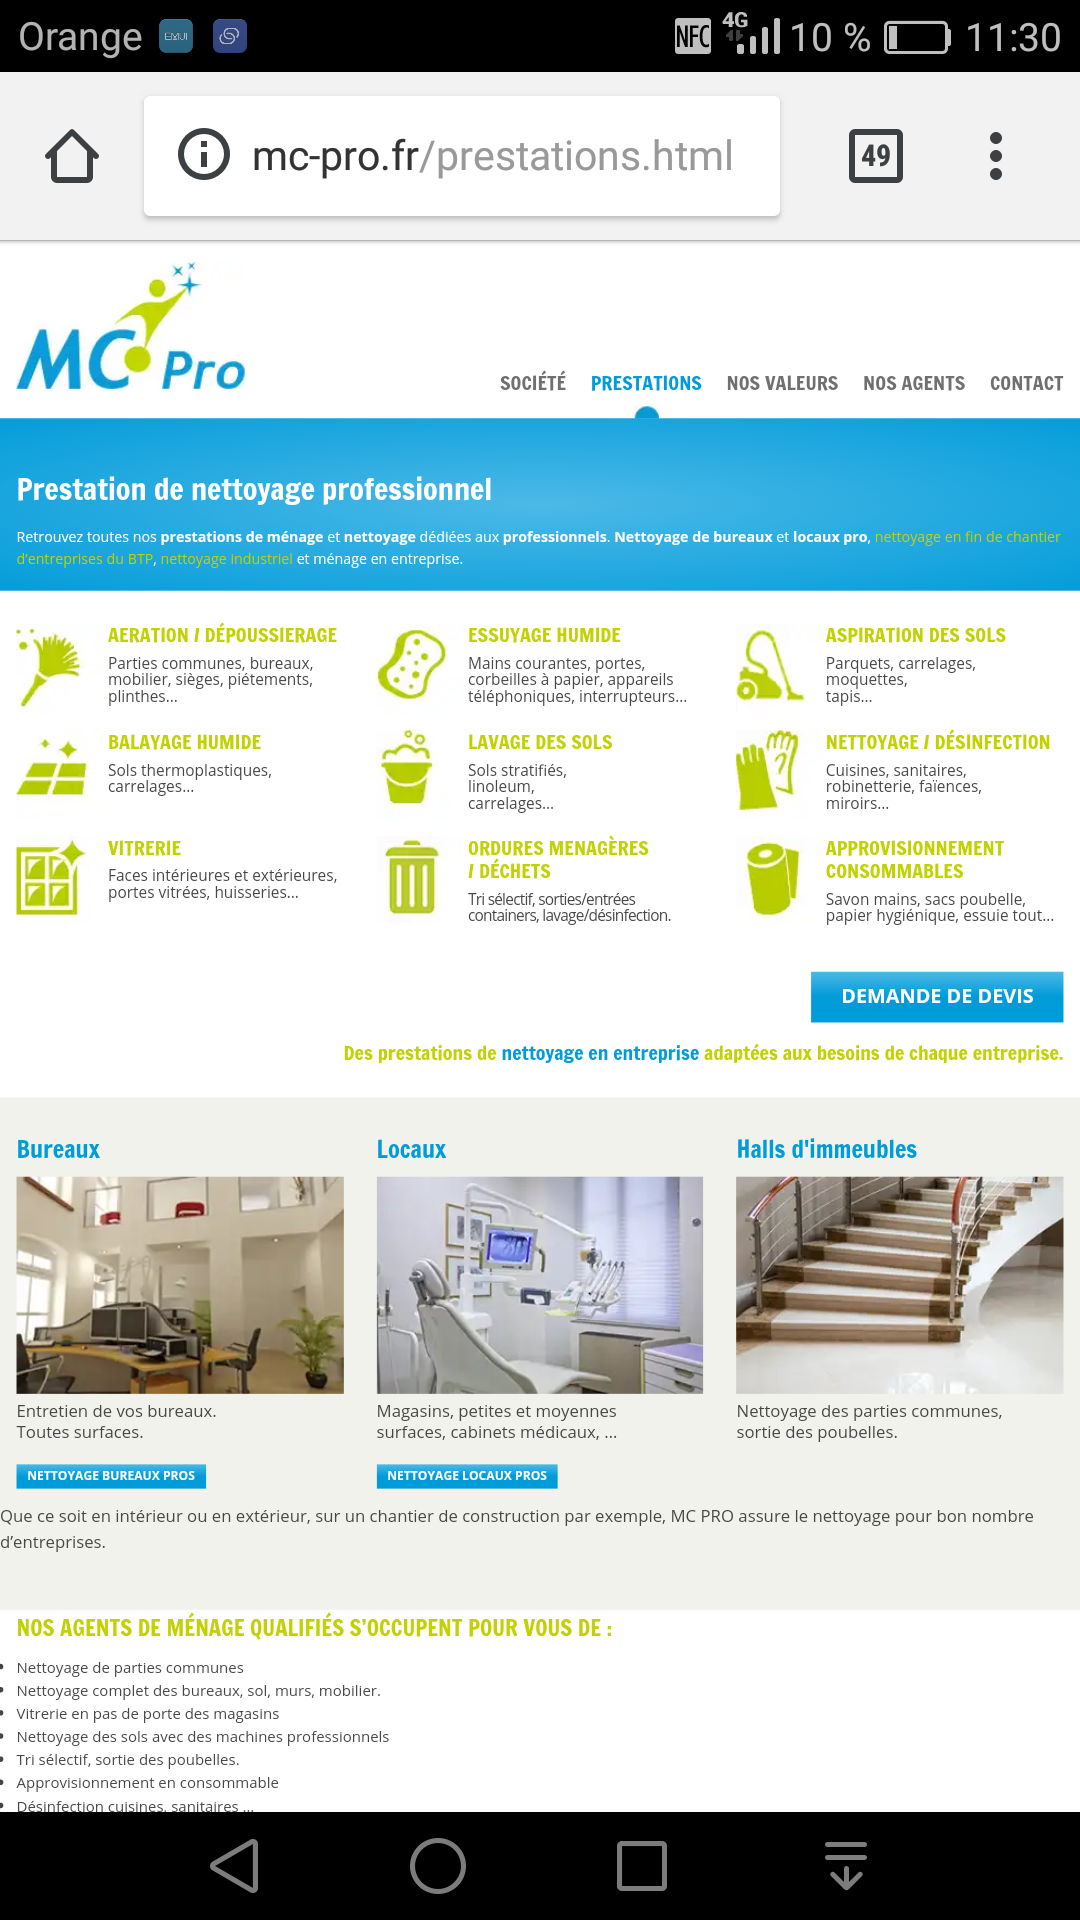 Orange EMUI NFC 4G 10 % 11:30
mc-pro.fr/prestations.html 49
MC Pro
SOCIÉTÉ PRESTATIONS NOS VALEURS NOS AGENTS CONTACT
Prestation de nettoyage professionnel
Retrouvez toutes nos prestations de ménage et nettoyage dédiées aux professionnels. Nettoyage de bureaux et locaux pro, nettoyage en fin de chantier
d'entreprises du BTP, nettoyage industriel et ménage en entreprise.
AERATION / DÉPOUSSIERAGE
Parties communes, bureaux,
mobilier, sièges, piétements,
plinthes...
ESSUYAGE HUMIDE
Mains courantes, portes,
corbeilles à papier, appareils
téléphoniques, interrupteurs...
ASPIRATION DES SOLS
Parquets, carrelages,
moquettes,
tapis...
BALAYAGE HUMIDE
Sols thermoplastiques,
carrelages...
LAVAGE DES SOLS
Sols stratifiés,
linoleum,
carrelages...
NETTOYAGE / DÉSINFECTION
Cuisines, sanitaires,
robinetterie, faïences,
miroirs...
VITRERIE
Faces intérieures et extérieures,
portes vitrées, huisseries...
ORDURES MENAGÈRES
/ DÉCHETS
Tri sélectif, sorties/entrées
containers, lavage/désinfection.
APPROVISIONNEMENT
CONSOMMABLES
Savon mains, sacs poubelle,
papier hygiénique, essuie tout...
DEMANDE DE DEVIS
Des prestations de nettoyage en entreprise adaptées aux besoins de chaque entreprise.
Bureaux
Entretien de vos bureaux.
Toutes surfaces.
NETTOYAGE BUREAUX PROS
Locaux
Magasins, petites et moyennes
surfaces, cabinets médicaux, ...
NETTOYAGE LOCAUX PROS
Halls d'immeubles
Nettoyage des parties communes,
sortie des poubelles.
Que ce soit en intérieur ou en extérieur, sur un chantier de construction par exemple, MC PRO assure le nettoyage pour bon nombre
d’entreprises.
NOS AGENTS DE MÉNAGE QUALIFIÉS S’OCCUPENT POUR VOUS DE :
• Nettoyage de parties communes
• Nettoyage complet des bureaux, sol, murs, mobilier.
• Vitrerie en pas de porte des magasins
• Nettoyage des sols avec des machines professionnels
• Tri sélectif, sortie des poubelles.
• Approvisionnement en consommable
• Désinfection cuisines, sanitaires ...